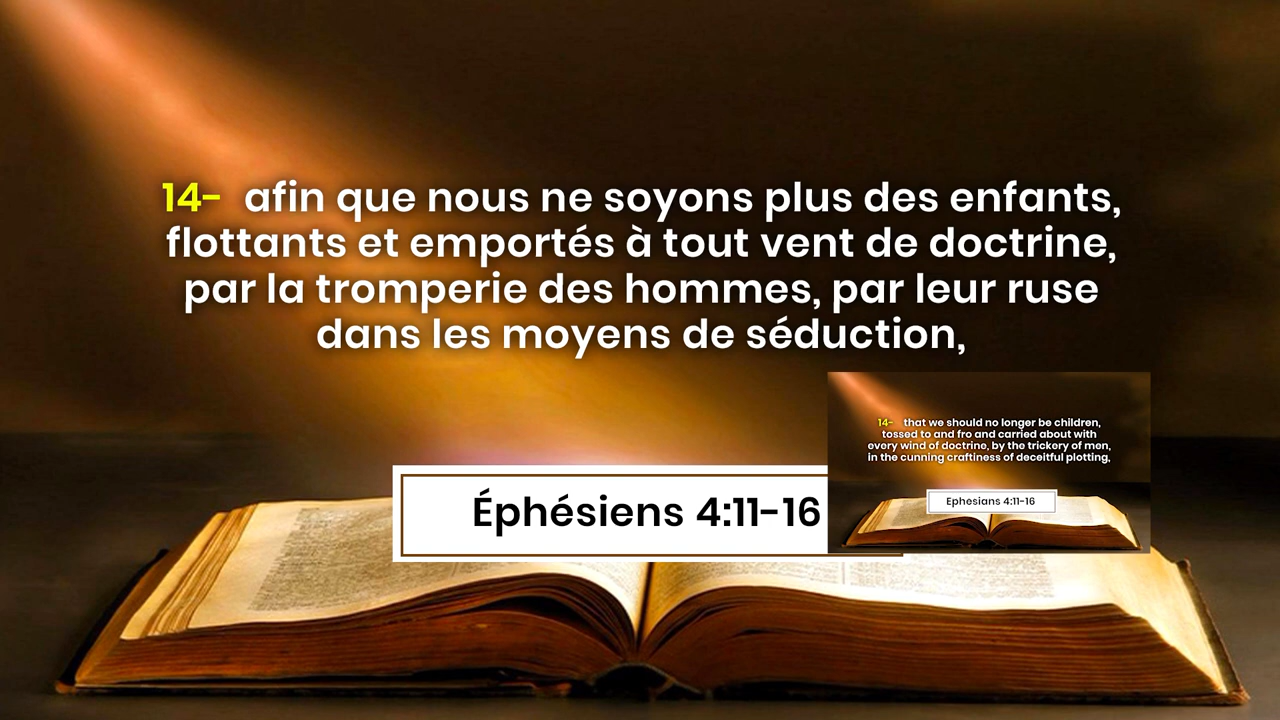 14- afin que nous ne soyons plus des enfants,
flottants et emportés à tout vent de doctrine,
par la tromperie des hommes, par leur ruse
dans les moyens de séduction,
Éphésiens 4:11-16
14- that we should no longer be children,
tossed to and fro and carried about with
every wind of doctrine, by the trickery of men,
in the cunning craftiness of deceitful plotting,
Ephesians 4:11-16